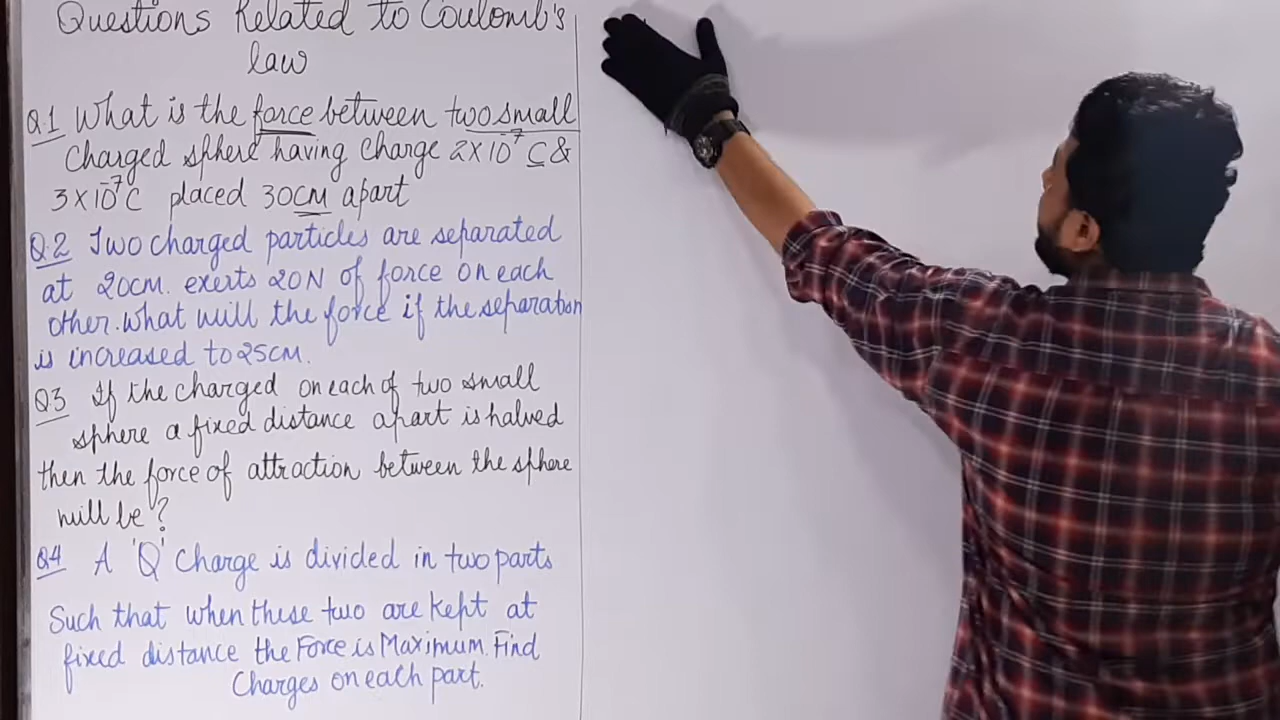 Questions Related to Coulomb's
law
Q.1 What is the force between two small
Charged sphere having Charge 2×10⁻⁷ C &
3×10⁻⁷C placed 30CM apart
Q.2 Two charged particles are separated
at 20cm. exerts 20N of force on each
other. What will the force if the separation
is increased to 25CM.
Q3 If the charged on each of two small
sphere a fixed distance apart is halved
then the force of attraction between the sphere
will be?
Q4 A 'Q' Charge is divided in two parts
Such that when these two are kept at
fixed distance the Force is Maximum. Find
Charges on each part.